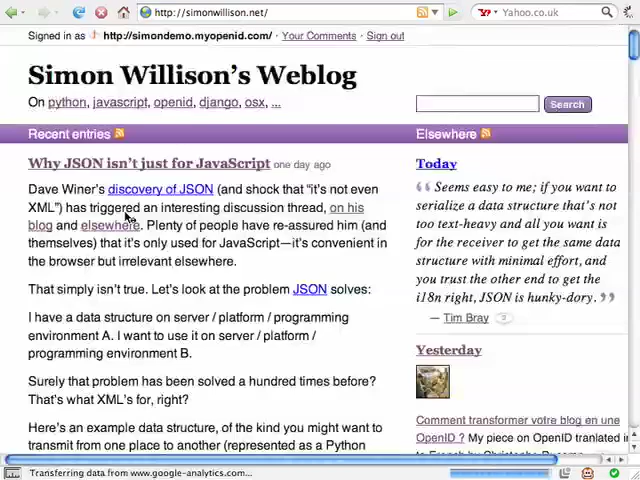 http://simonwillison.net/
Yahoo.co.uk
Signed in as http://simondemo.myopenid.com/ · Your Comments · Sign out
Simon Willison's Weblog
On python, javascript, openid, django, osx, ...
Search
Recent entries
Elsewhere
Why JSON isn't just for JavaScript one day ago
Dave Winer's discovery of JSON (and shock that "it's not even
XML") has triggered an interesting discussion thread, on his
blog and elsewhere. Plenty of people have re-assured him (and
themselves) that it's only used for JavaScript—it's convenient in
the browser but irrelevant elsewhere.
That simply isn't true. Let's look at the problem JSON solves:
I have a data structure on server / platform / programming
environment A. I want to use it on server / platform /
programming environment B.
Surely that problem has been solved a hundred times before?
That's what XML's for, right?
Here's an example data structure, of the kind you might want to
transmit from one place to another (represented as a Python
Today
“ Seems easy to me; if you want to
serialize a data structure that's not
too text-heavy and all you want is
for the receiver to get the same data
structure with minimal effort, and
you trust the other end to get the
i18n right, JSON is hunky-dory. ”
— Tim Bray 3
Yesterday
Comment transformer votre blog en une
OpenID ? My piece on OpenID tranlated in
Transferring data from www.google-analytics.com...